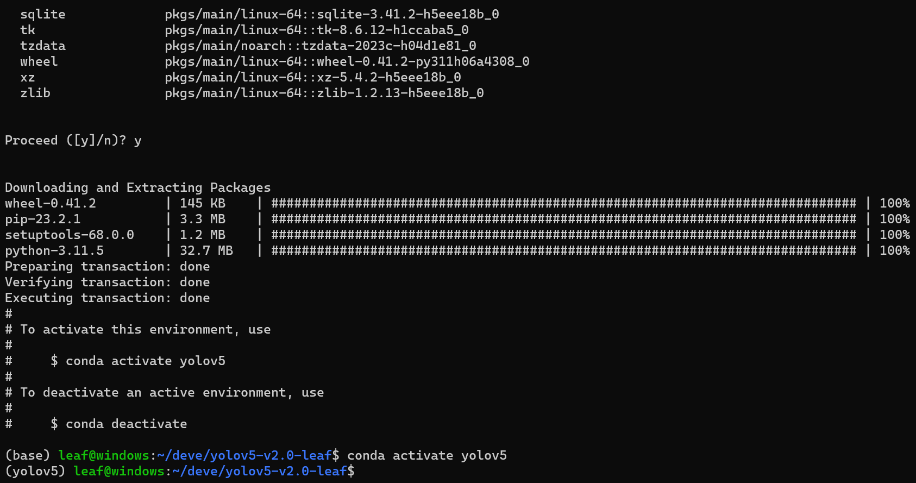 sqlite pkgs/main/linux-64::sqlite-3.41.2-h5eee18b_0
tk pkgs/main/linux-64::tk-8.6.12-h1ccaba5_0
tzdata pkgs/main/noarch::tzdata-2023c-h04d1e81_0
wheel pkgs/main/linux-64::wheel-0.41.2-py311h06a4308_0
xz pkgs/main/linux-64::xz-5.4.2-h5eee18b_0
zlib pkgs/main/linux-64::zlib-1.2.13-h5eee18b_0
Proceed ([y]/n)? y
Downloading and Extracting Packages
wheel-0.41.2 | 145 KB | ############################################################################# | 100%
pip-23.2.1 | 3.3 MB | ############################################################################# | 100%
setuptools-68.0.0 | 1.2 MB | ############################################################################# | 100%
python-3.11.5 | 32.7 MB | ############################################################################# | 100%
Preparing transaction: done
Verifying transaction: done
Executing transaction: done
#
# To activate this environment, use
#
# $ conda activate yolov5
#
# To deactivate an active environment, use
#
# $ conda deactivate
(base) leaf@windows:~/deve/yolov5-v2.0-leaf$ conda activate yolov5
(yolov5) leaf@windows:~/deve/yolov5-v2.0-leaf$